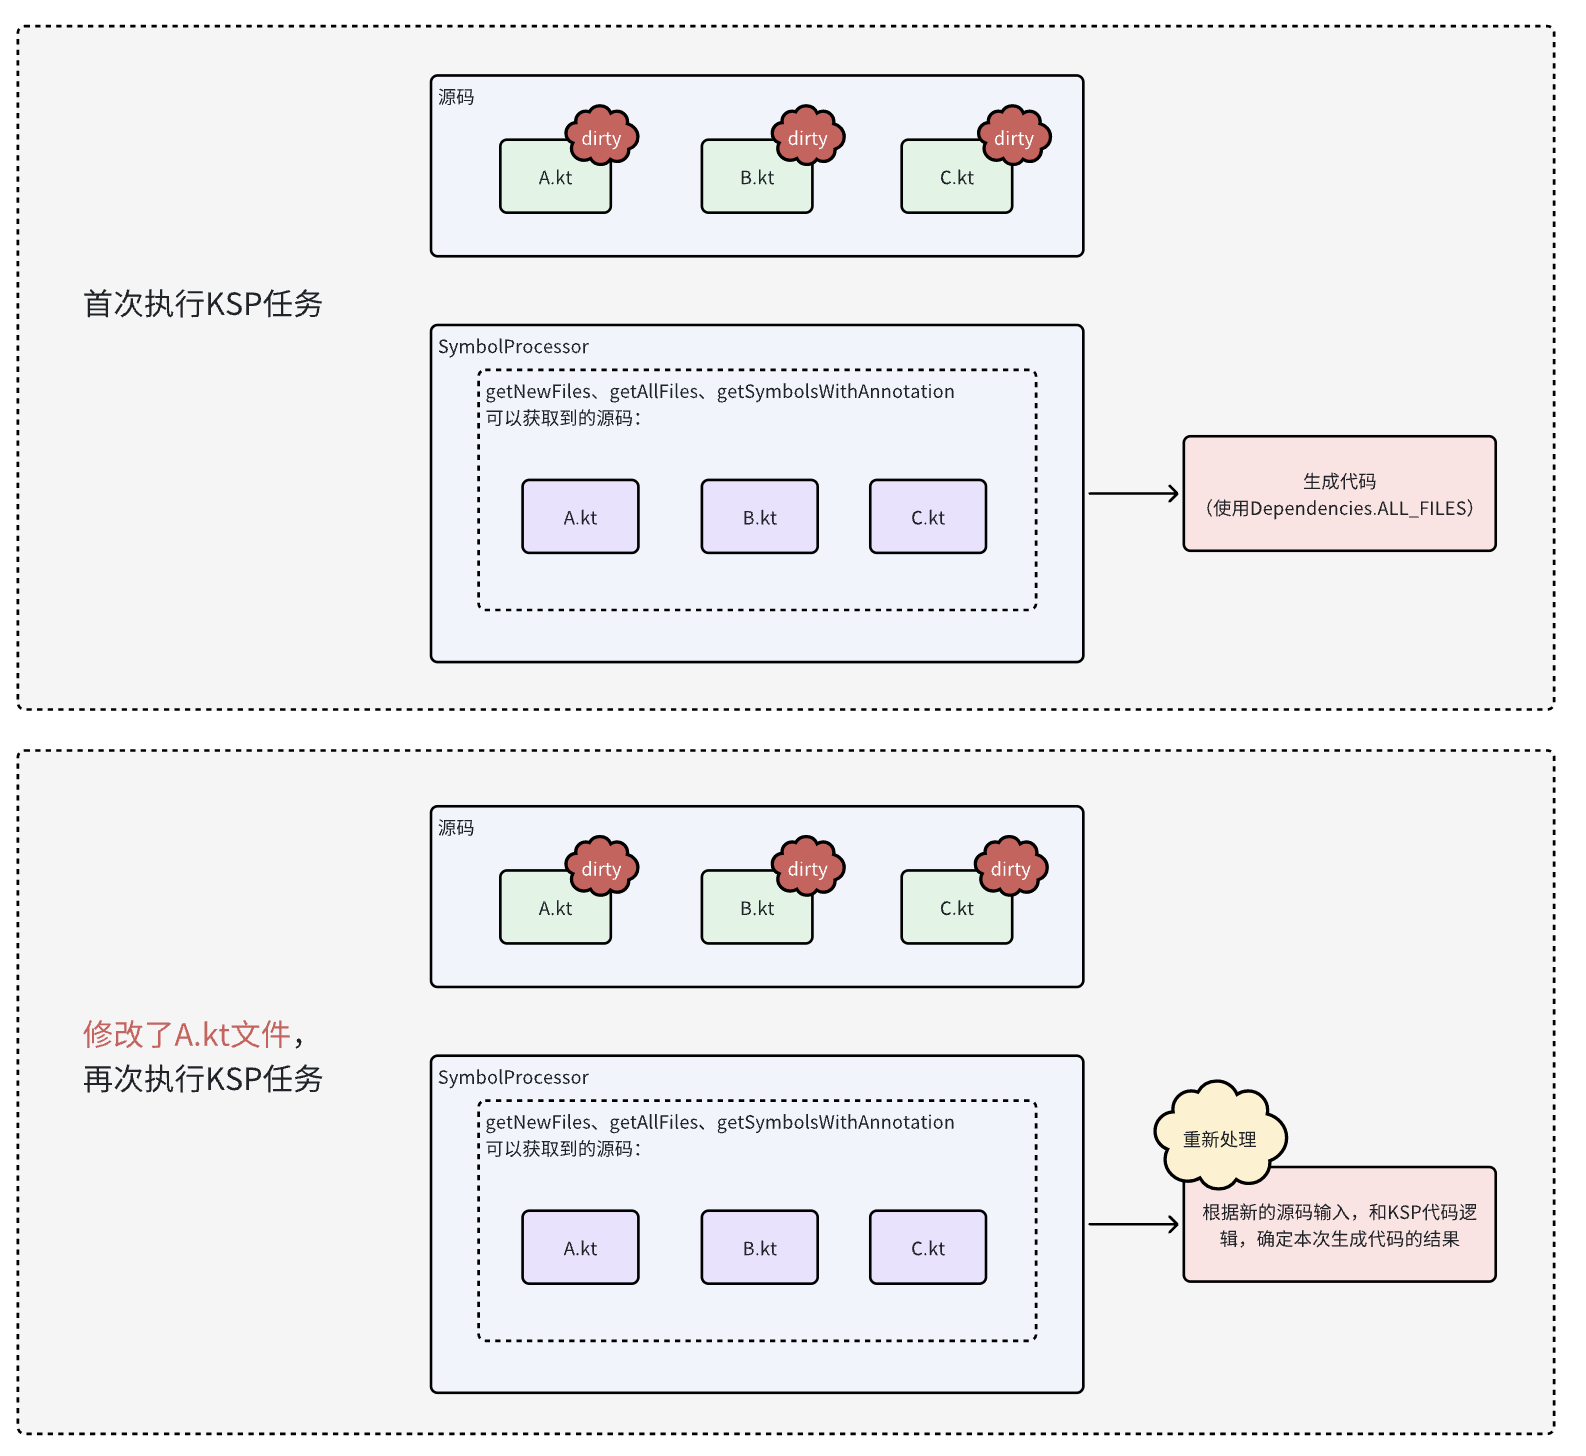 源码
dirty
dirty
dirty
A.kt
B.kt
C.kt
首次执行KSP任务
SymbolProcessor
getNewFiles、getAllFiles、getSymbolsWithAnnotation
可以获取到的源码：
A.kt
B.kt
C.kt
生成代码
（使用Dependencies.ALL_FILES）
源码
dirty
dirty
dirty
A.kt
B.kt
C.kt
修改了A.kt文件，
再次执行KSP任务
SymbolProcessor
getNewFiles、getAllFiles、getSymbolsWithAnnotation
可以获取到的源码：
A.kt
B.kt
C.kt
重新处理
根据新的源码输入，和KSP代码逻
辑，确定本次生成代码的结果